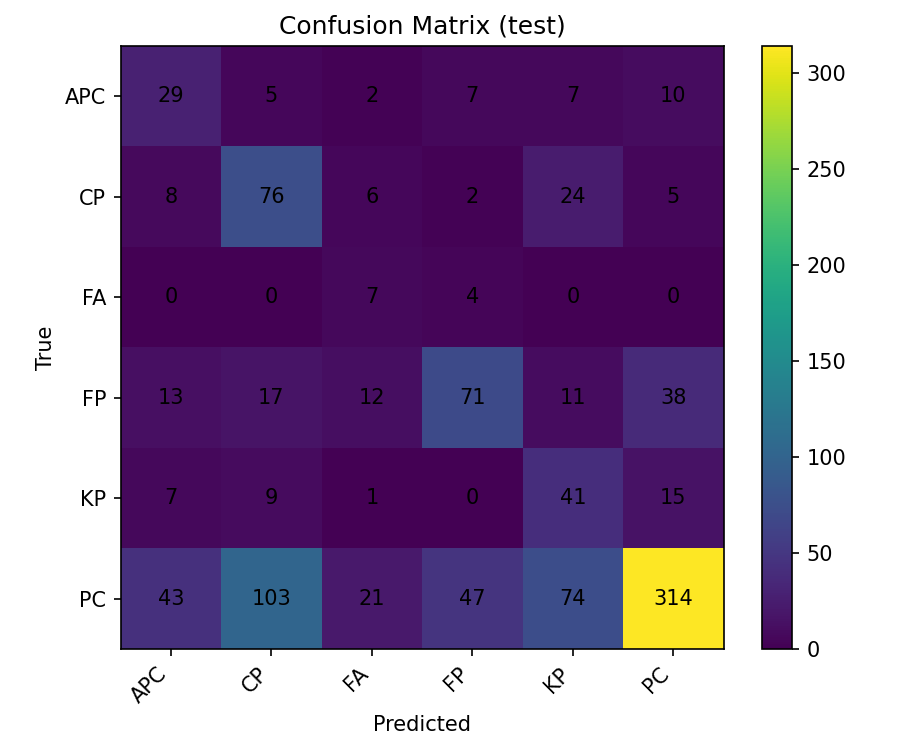 Confusion Matrix (test)
APC 29 5 2 7 7 10
CP 8 76 6 2 24 5
FA 0 0 7 4 0 0
FP 13 17 12 71 11 38
KP 7 9 1 0 41 15
PC 43 103 21 47 74 314
True
APC CP FA FP KP PC
Predicted
300
250
200
150
100
50
0